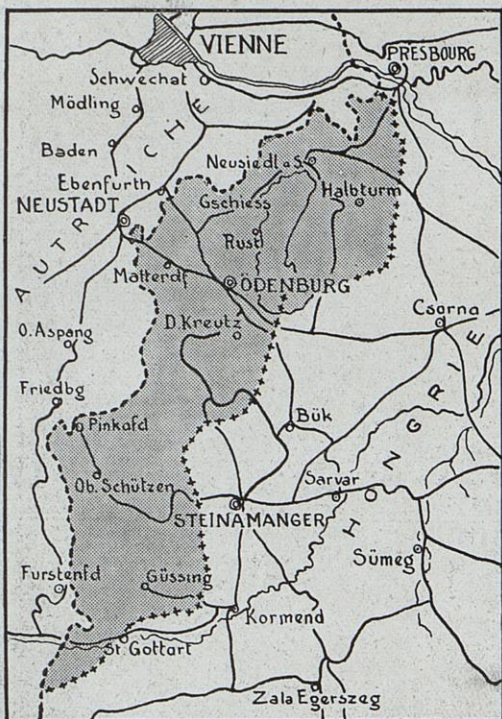 VIENNE
PRESBOURG
Schwechat
Mödling
Baden
Neusiedl a.S.
Ebenfurth
Halbturm
NEUSTADT
Gschiess
Rust
AUTRICHE
Matterdf
ÖDENBURG
Csorna
O.Aspang
D.Kreutz
Friedbg
Pinkafd
Bük
HONGRIE
Ob.Schützen
Sarvar
STEINAMANGER
Sümeg
Furstenfd
Güssing
Kormend
St Gottart
Zala Egerszeg